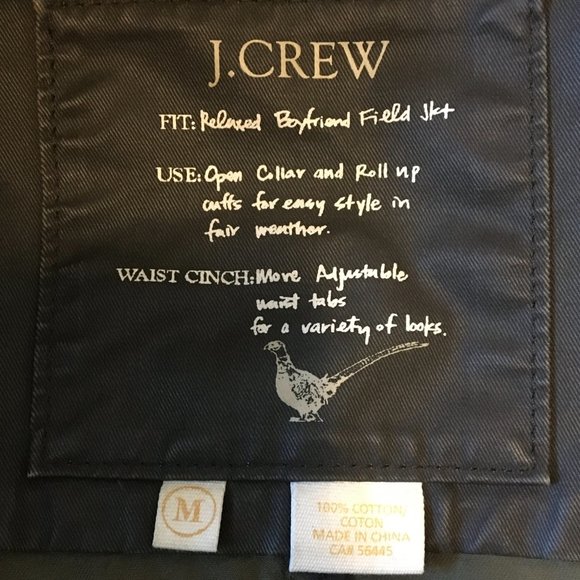 J.CREW
FIT: Relaxed Boyfriend Field Jkt
USE: Open Collar and Roll up
cuffs for easy style in
fair weather.
WAIST CINCH: Move Adjustable
waist tabs
for a variety of looks.
M
100% COTTON
COTON
MADE IN CHINA
CA# 56445